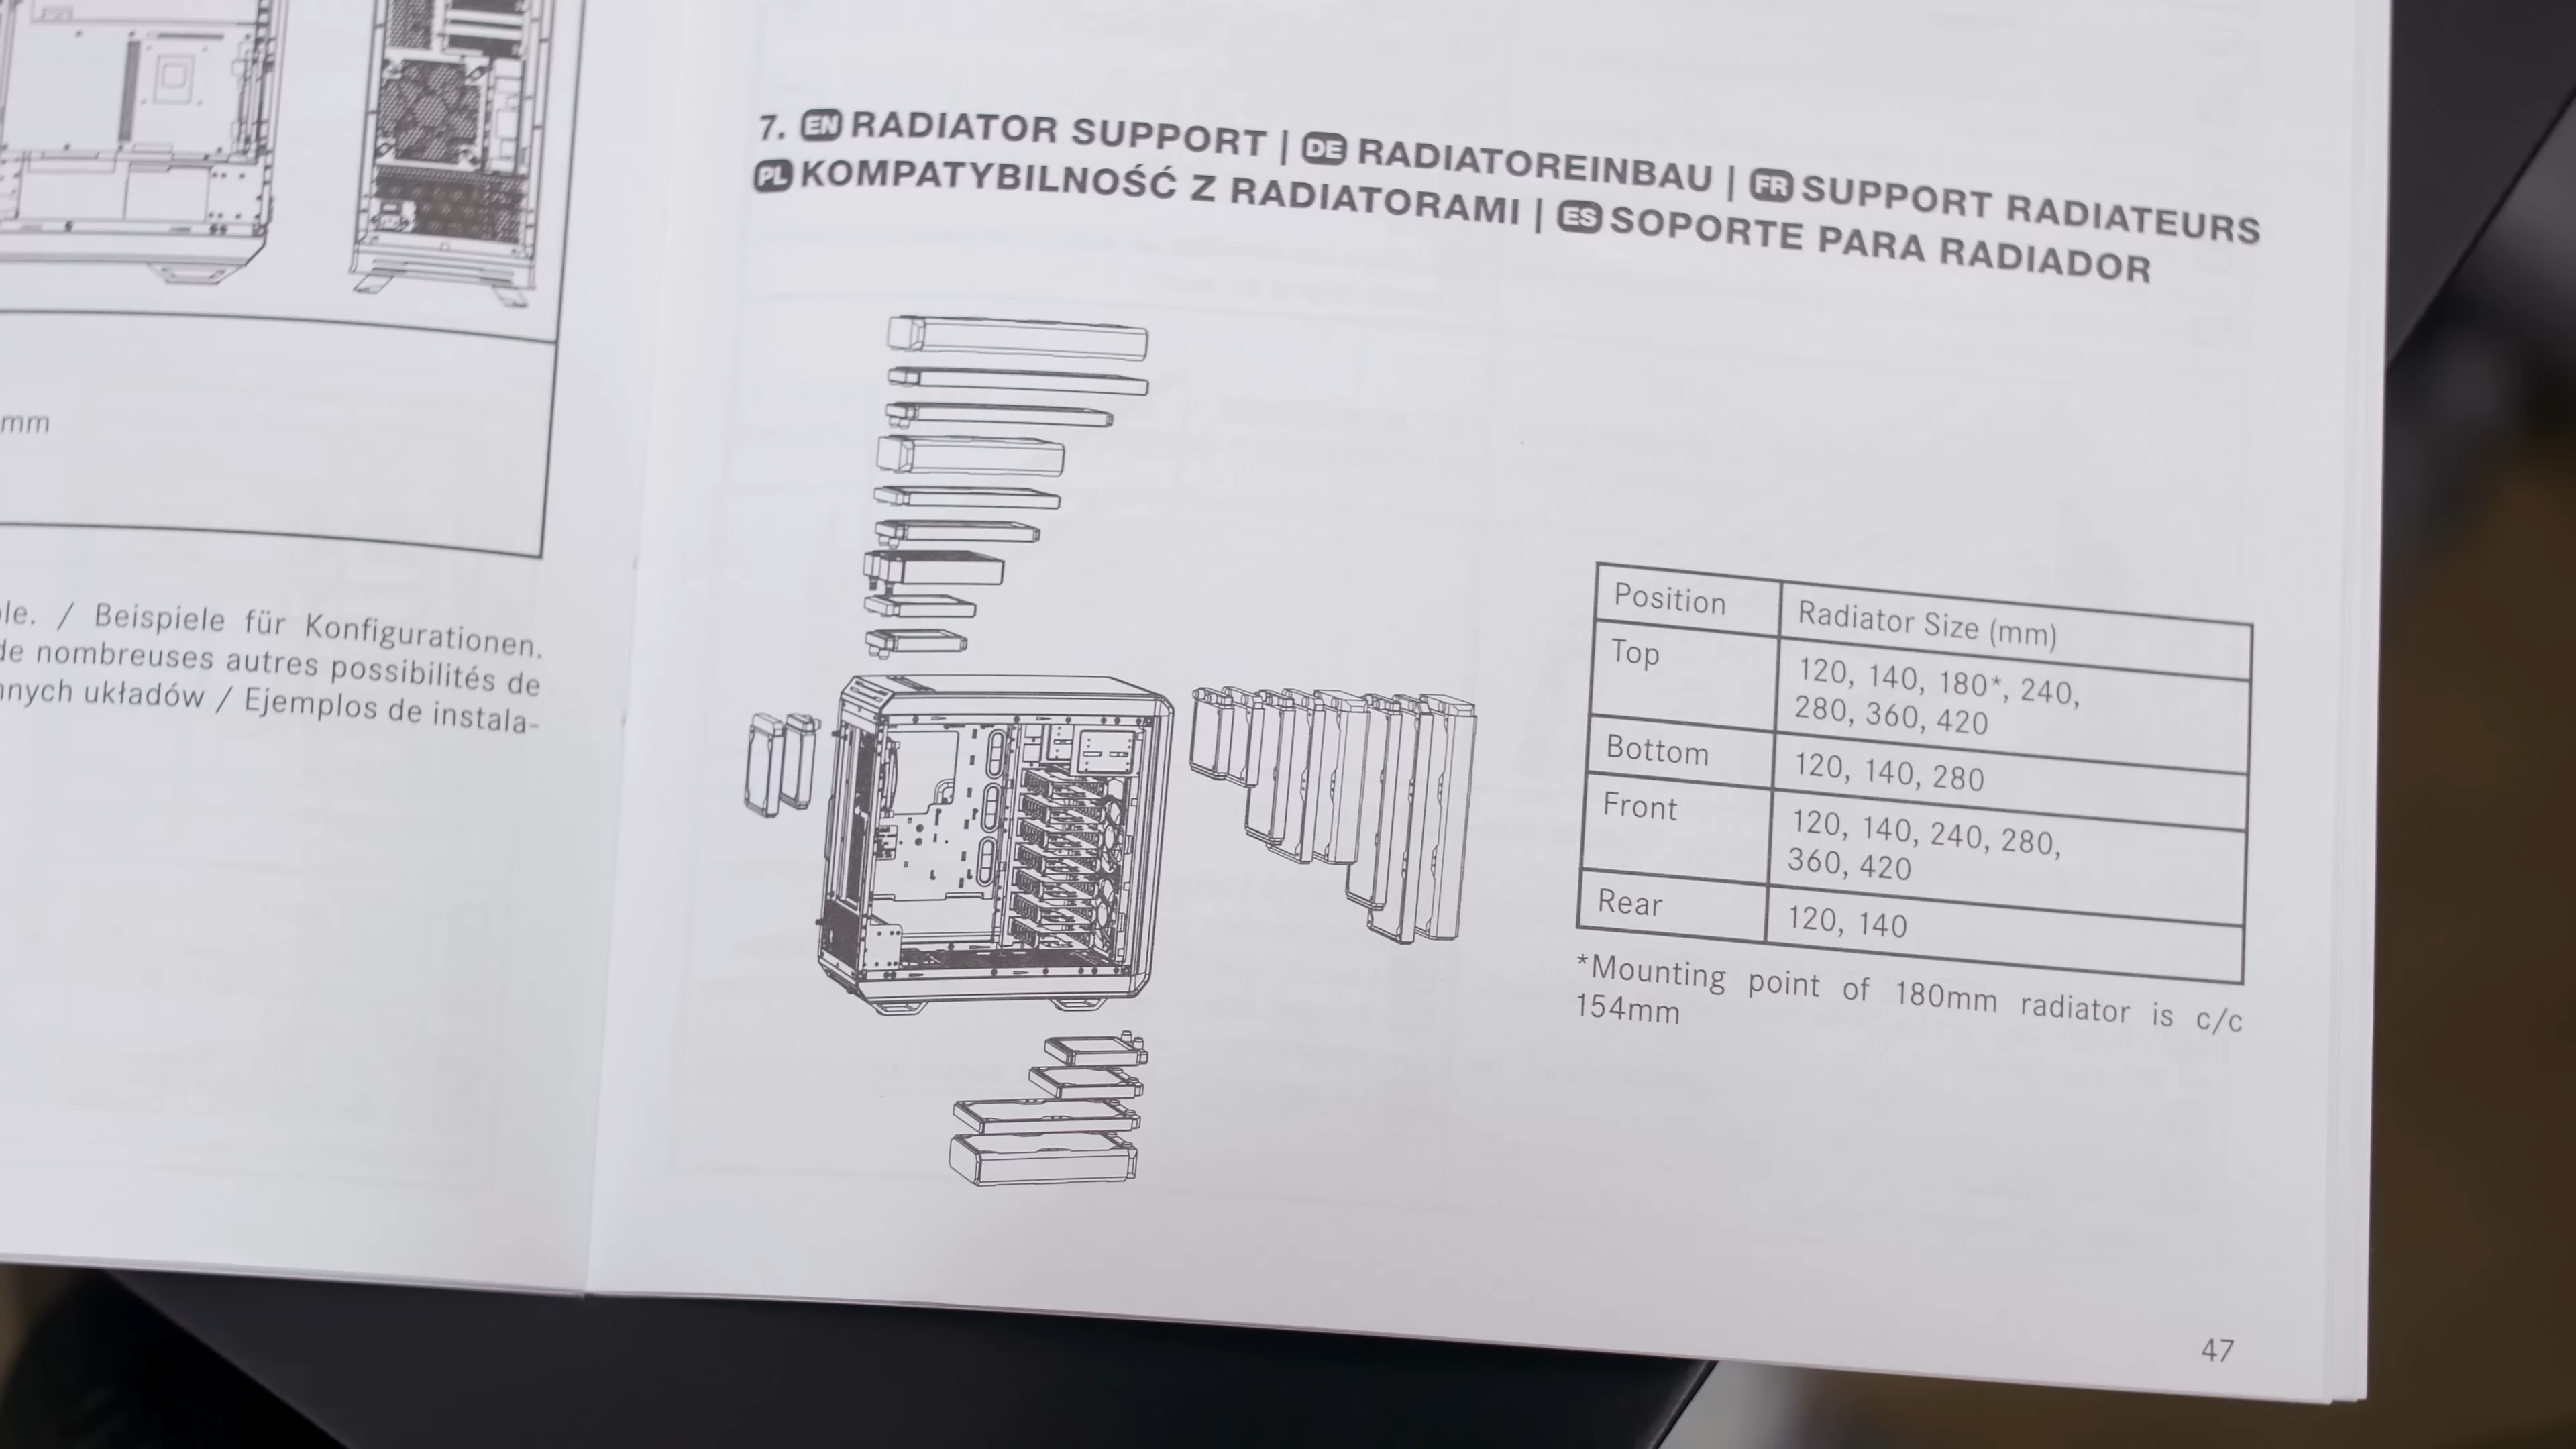 mm
le. / Beispiele für Konfigurationen.
de nombreuses autres possibilités de
nnych układów / Ejemplos de instala-
7. EN RADIATOR SUPPORT | DE RADIATOREINBAU | FR SUPPORT RADIATEURS
PL KOMPATYBILNOŚĆ Z RADIATORAMI | ES SOPORTE PARA RADIADOR
Position Radiator Size (mm)
Top 120, 140, 180*, 240,
280, 360, 420
Bottom 120, 140, 280
Front 120, 140, 240, 280,
360, 420
Rear 120, 140
*Mounting point of 180mm radiator is c/c
154mm
47